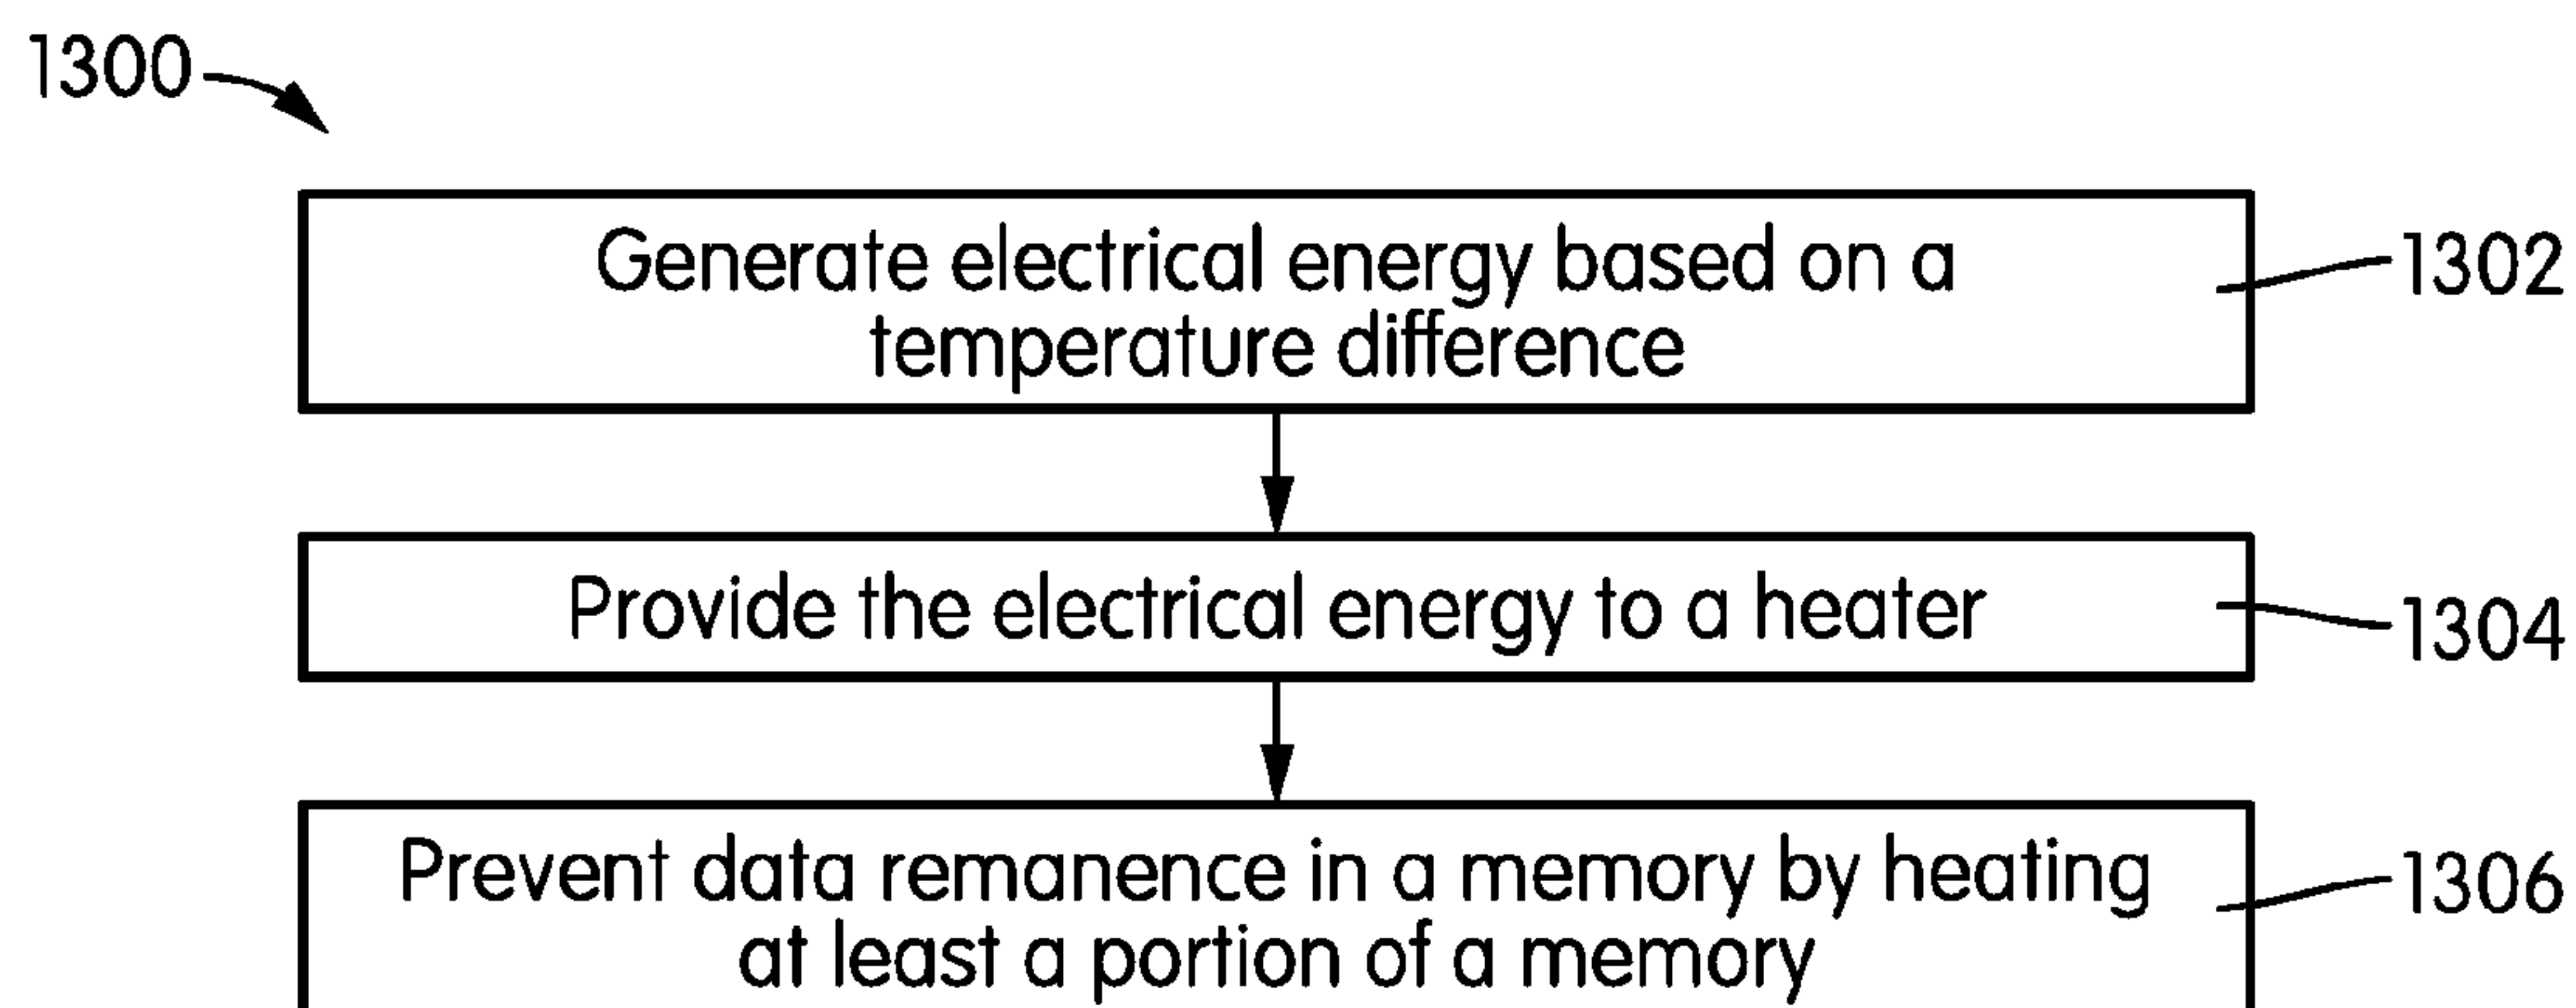 1300
Generate electrical energy based on a
temperature difference
1302
Provide the electrical energy to a heater
1304
Prevent data remanence in a memory by heating
at least a portion of a memory
1306